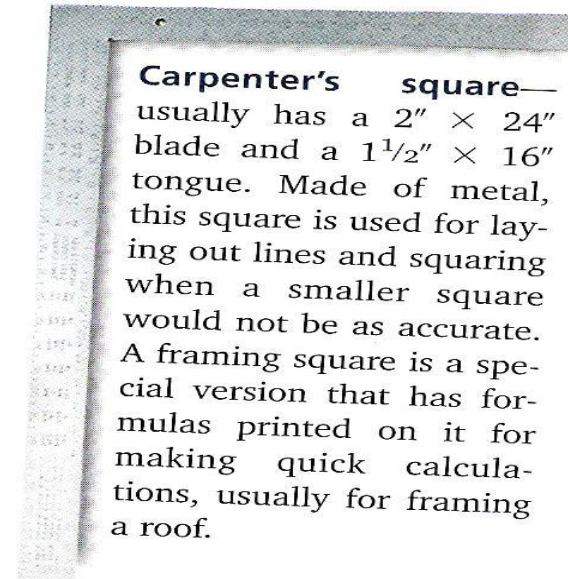 Carpenter's square—
usually has a 2″ × 24″
blade and a 1½″ × 16″
tongue. Made of metal,
this square is used for lay-
ing out lines and squaring
when a smaller square
would not be as accurate.
A framing square is a spe-
cial version that has for-
mulas printed on it for
making quick calcula-
tions, usually for framing
a roof.